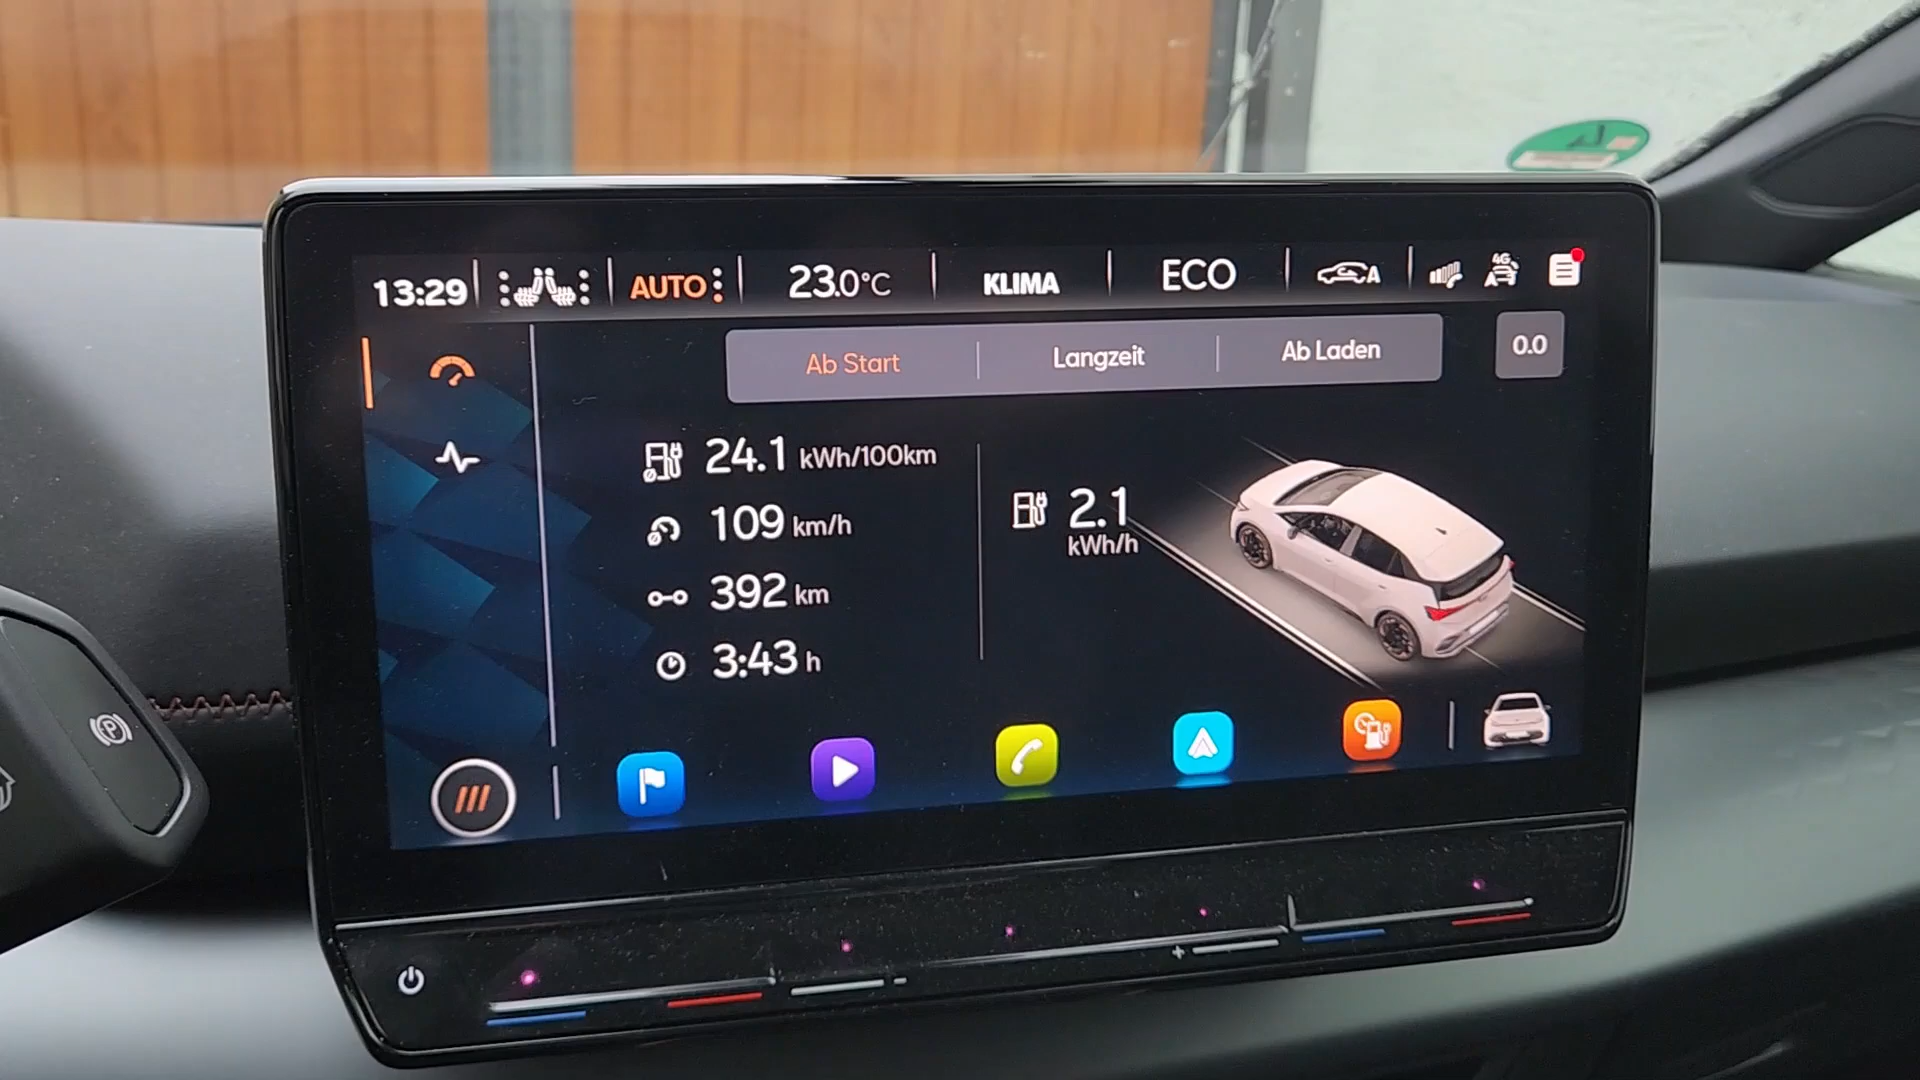 13:29 AUTO 23.0°C KLIMA ECO A 4G A
Ab Start Langzeit Ab Laden 0.0
24.1 kWh/100km
109 km/h
392 km
3:43 h
2.1
kWh/h
P
- +